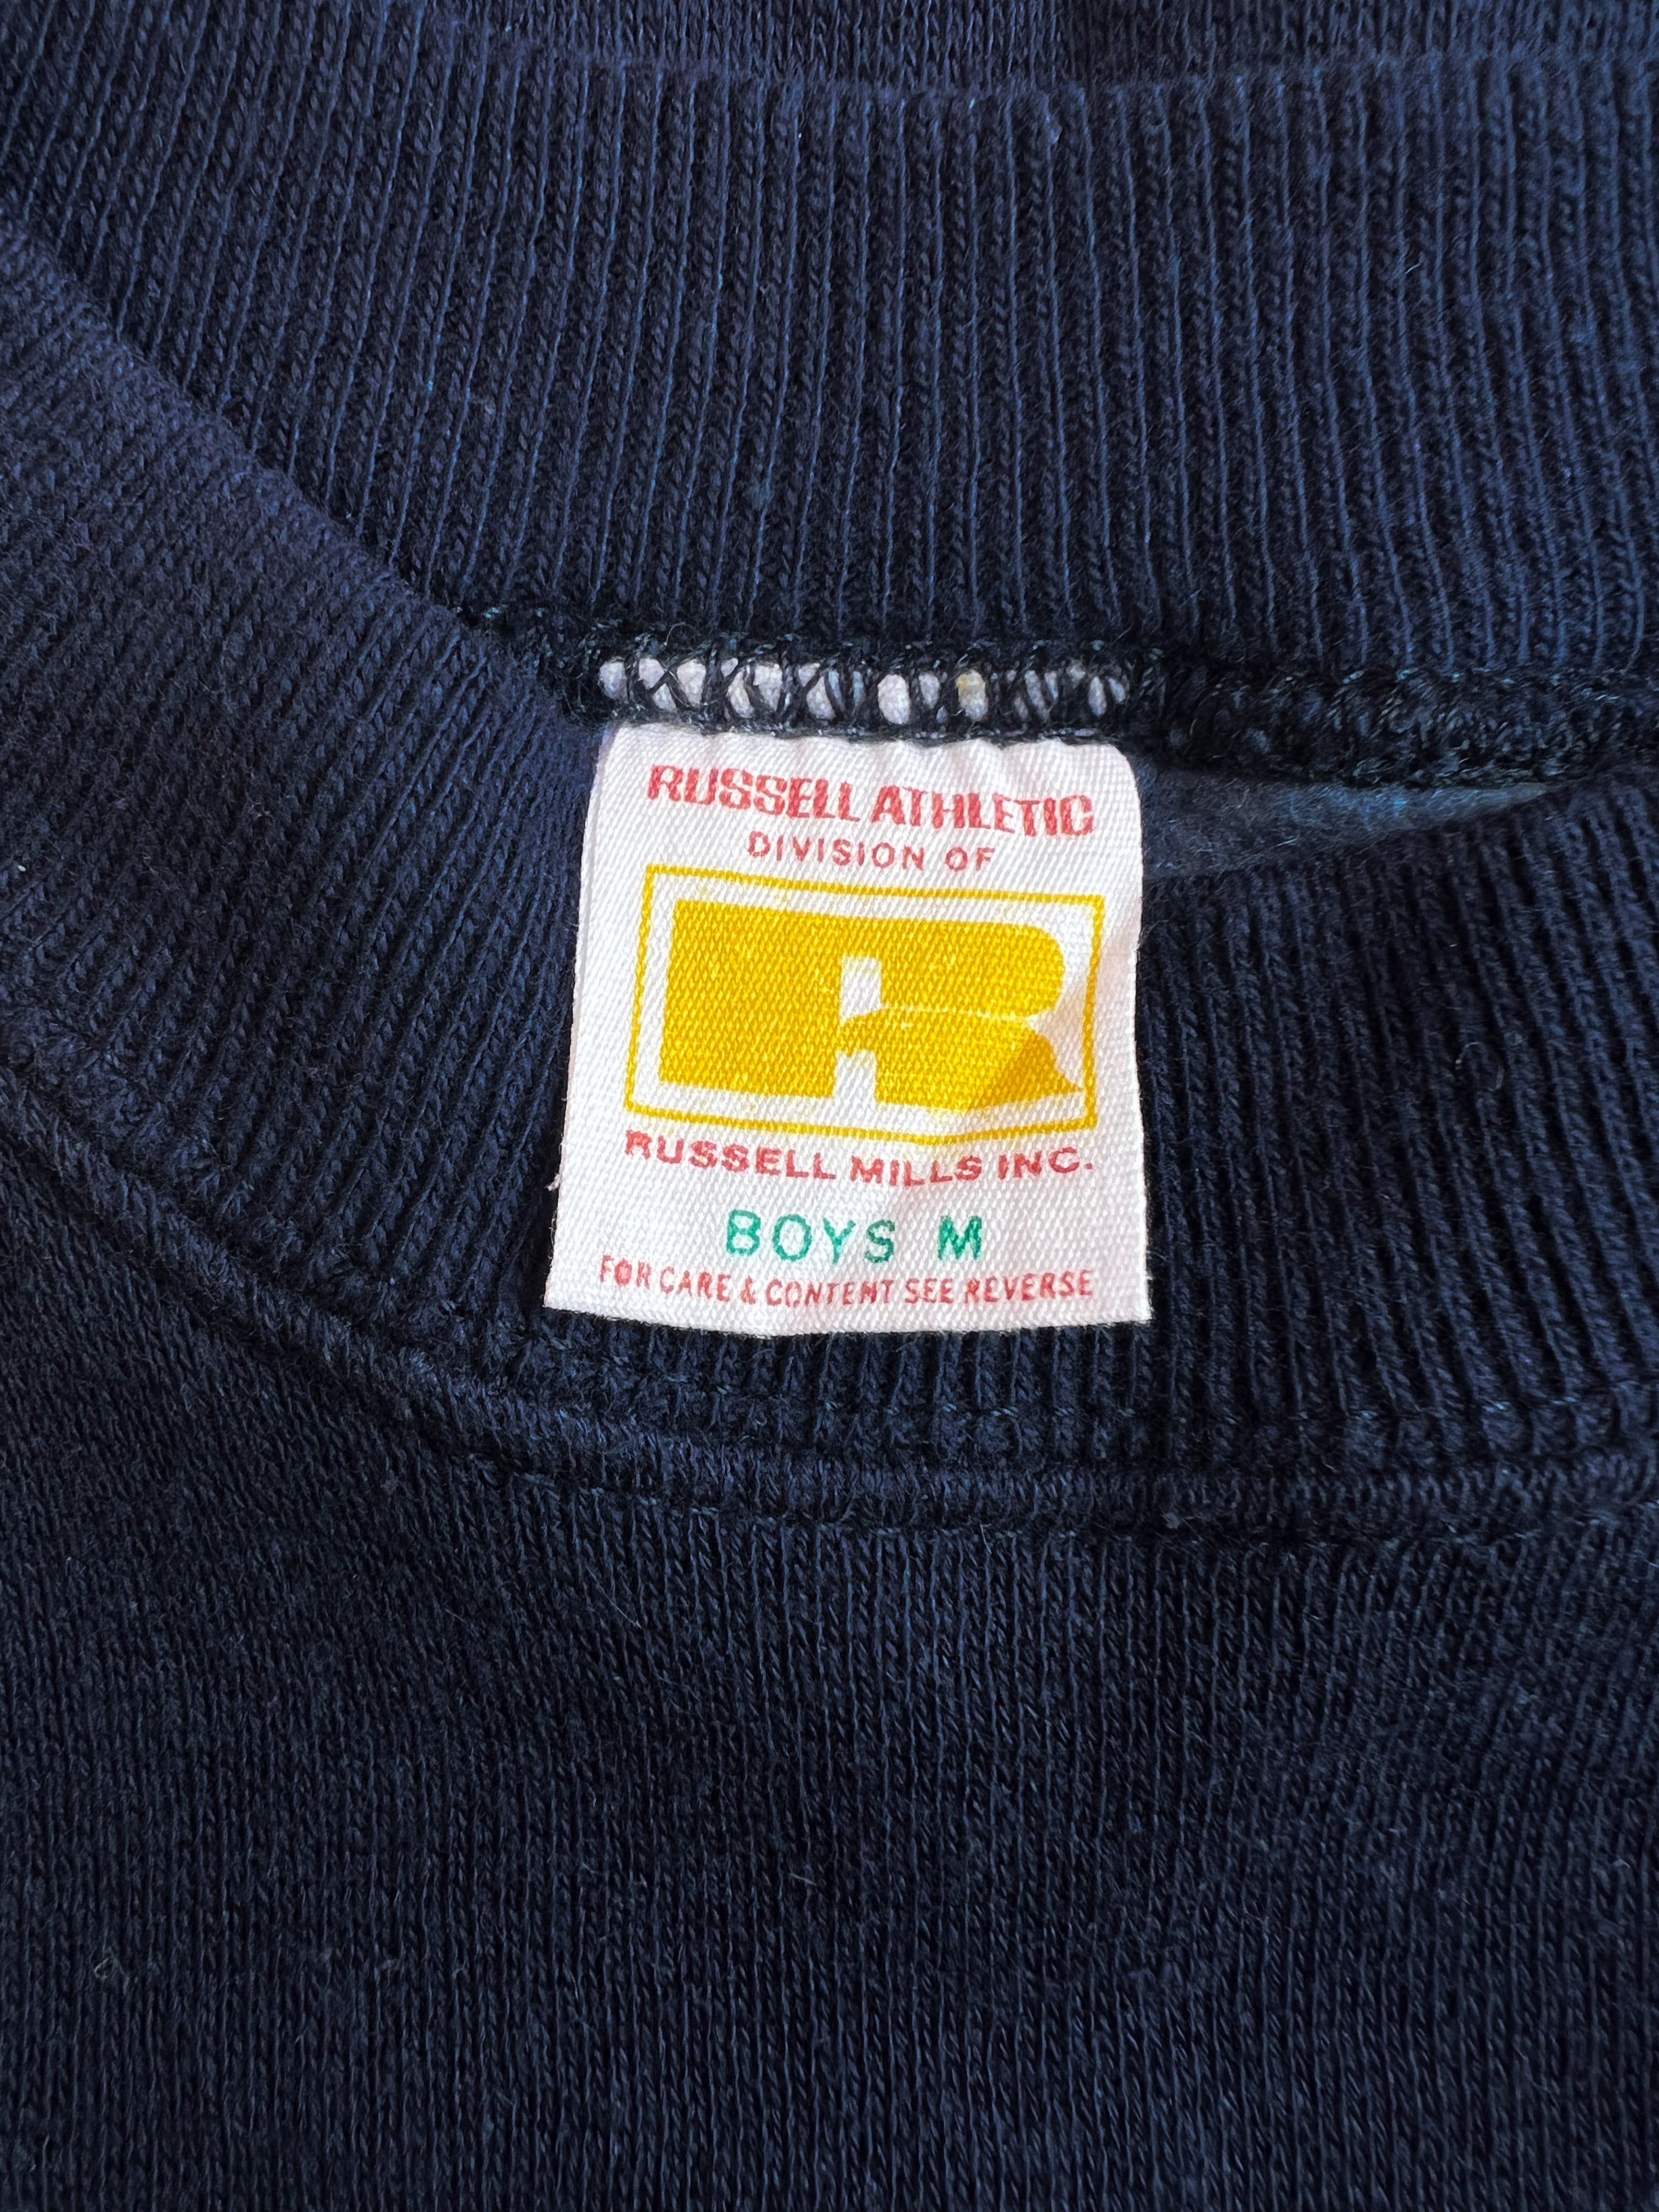 RUSSELL ATHLETIC
DIVISION OF
R
RUSSELL MILLS INC.
BOYS M
FOR CARE & CONTENT SEE REVERSE